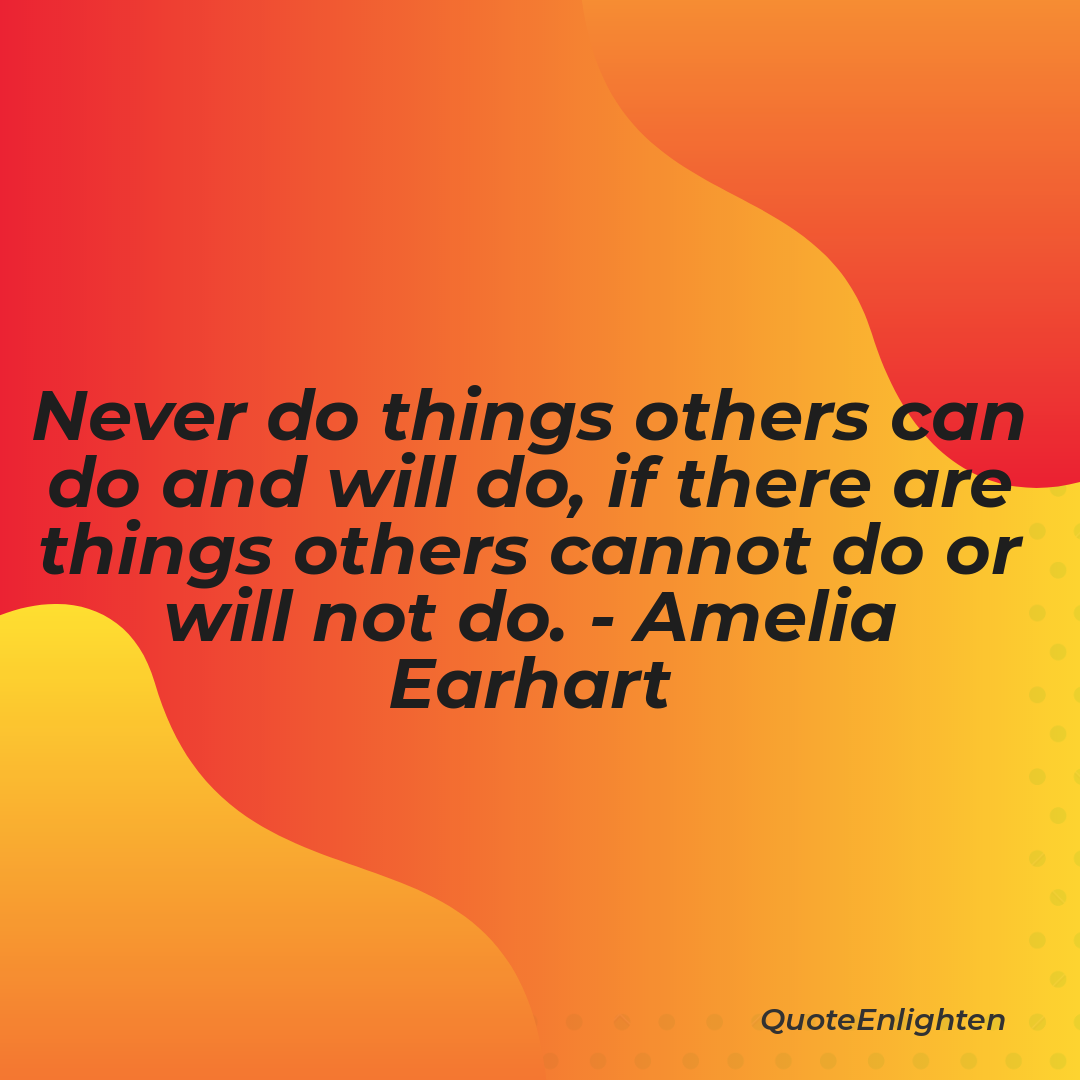 Never do things others can
do and will do, if there are
things others cannot do or
will not do. - Amelia
Earhart
QuoteEnlighten